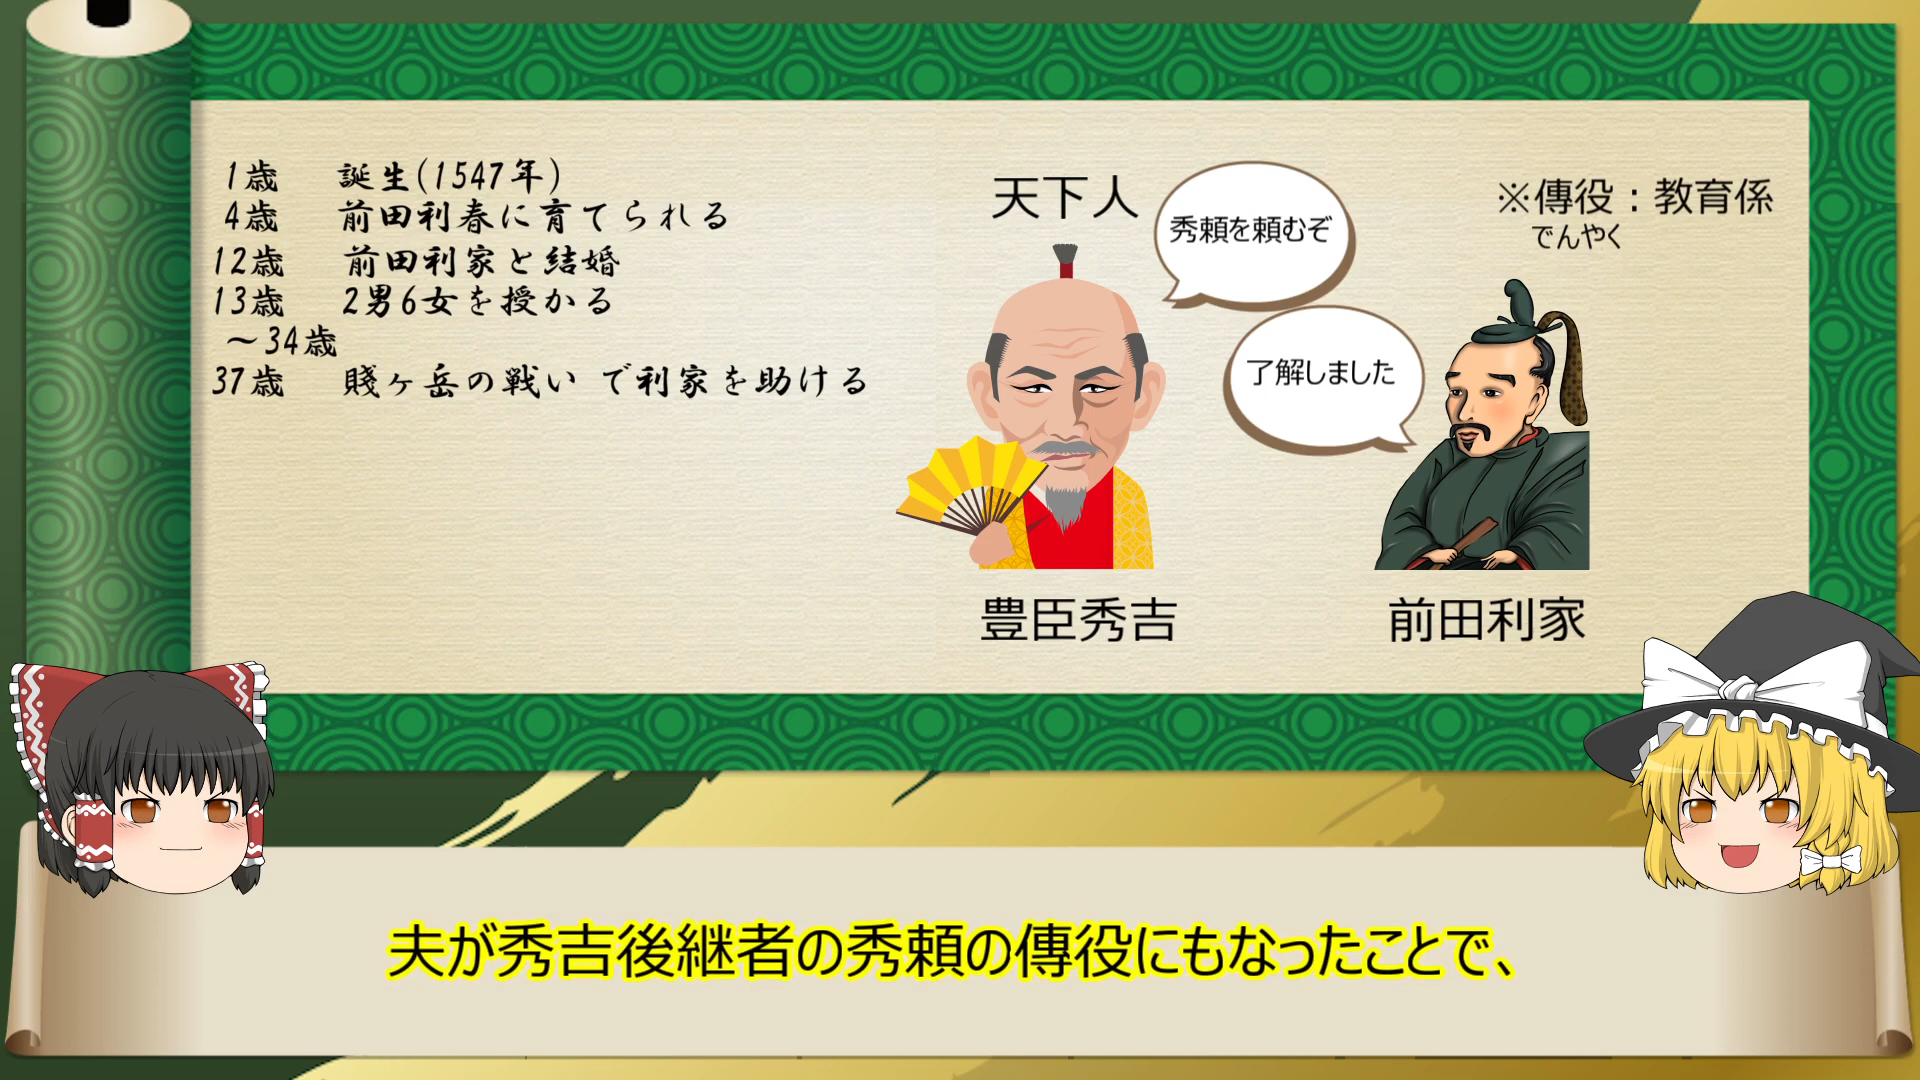 1歳 誕生(1547年)
4歳 前田利春に育てられる
12歳 前田利家と結婚
13歳 2男6女を授かる
～34歳
37歳 賤ヶ岳の戦い で利家を助ける
天下人
秀頼を頼むぞ
※傳役：教育係
でんやく
了解しました
豊臣秀吉
前田利家
夫が秀吉後継者の秀頼の傳役にもなったことで、